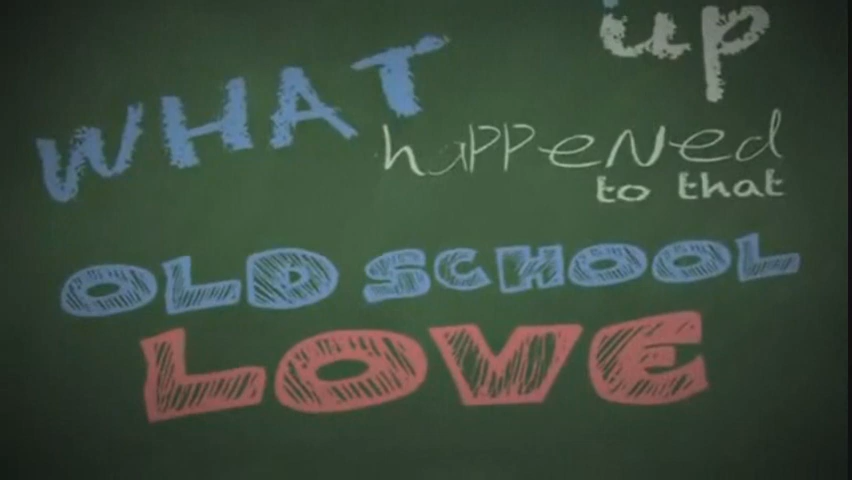 up
WHAT
happened
to that
OLD SCHOOL
LOVE